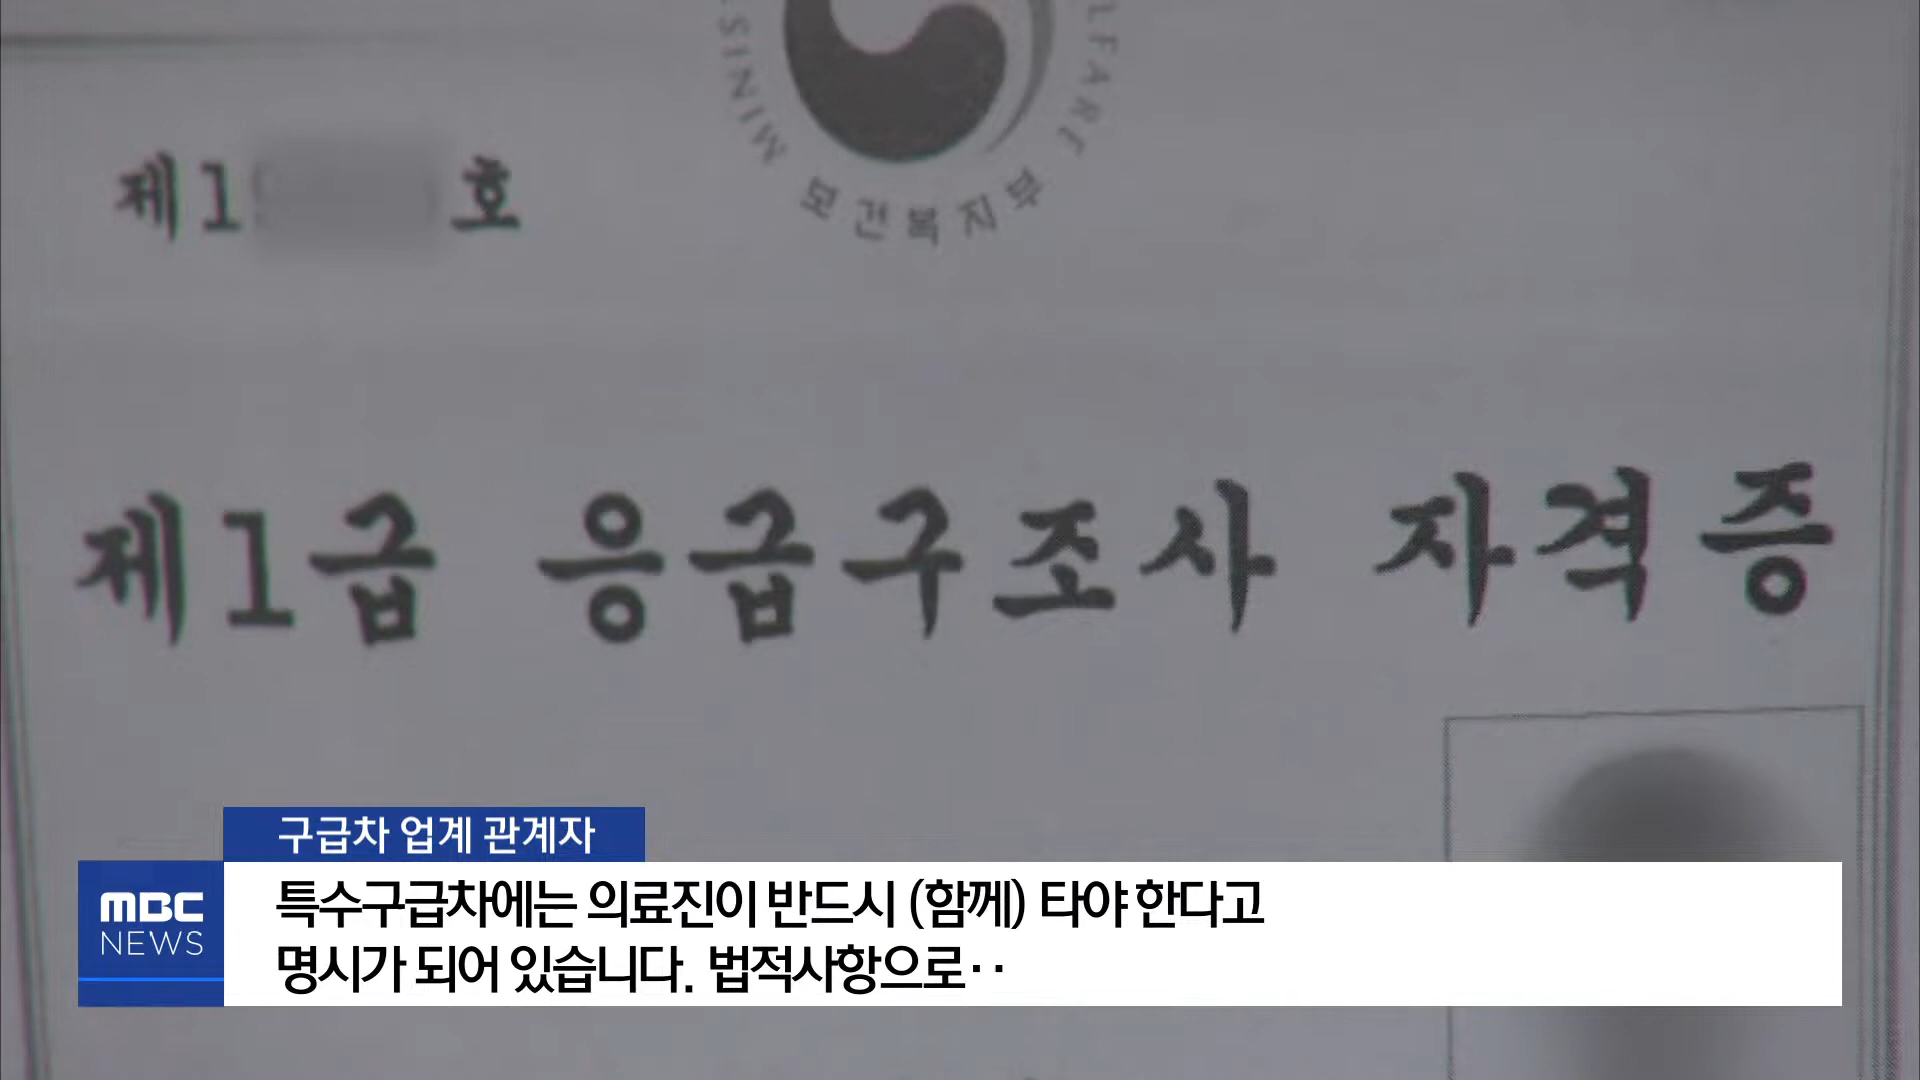 MINIS
LFARE
보건복지부
제1
호
제1급 응급구조사 자격증
구급차 업계 관계자
MBC
NEWS
특수구급차에는 의료진이 반드시 (함께) 타야 한다고
명시가 되어 있습니다. 법적사항으로··